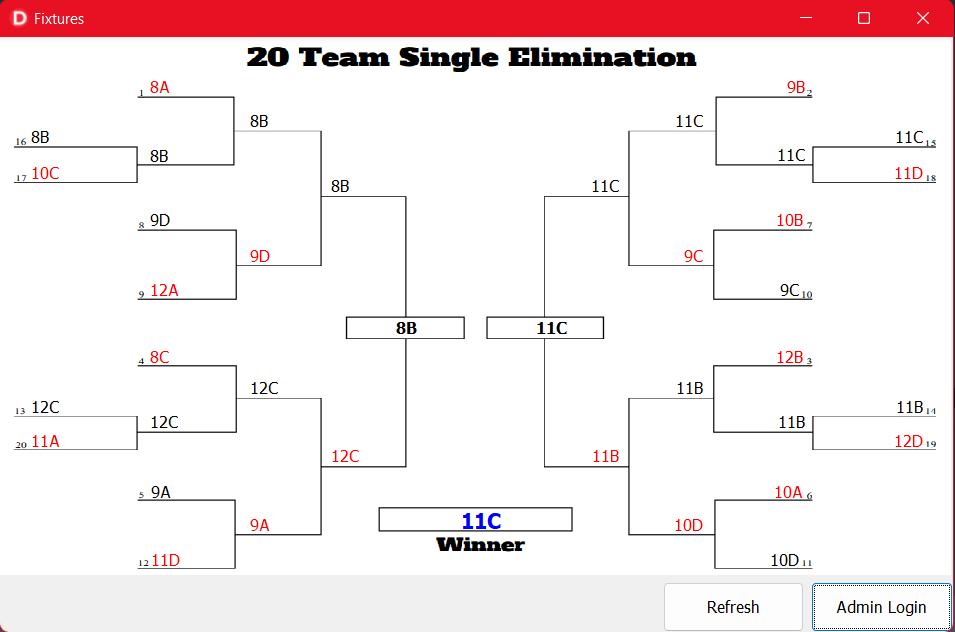 D Fixtures
20 Team Single Elimination
1 8A
9B 2
8B
11C
16 8B
11C 15
8B
11C
17 10C
11D 18
8B
11C
8 9D
10B 7
9D
9C
9 12A
9C 10
8B
11C
4 8C
12B 3
12C
11B
13 12C
11B 14
12C
11B
20 11A
12D 19
12C
11B
5 9A
10A 6
11C
9A
10D
Winner
12 11D
10D 11
Refresh
Admin Login